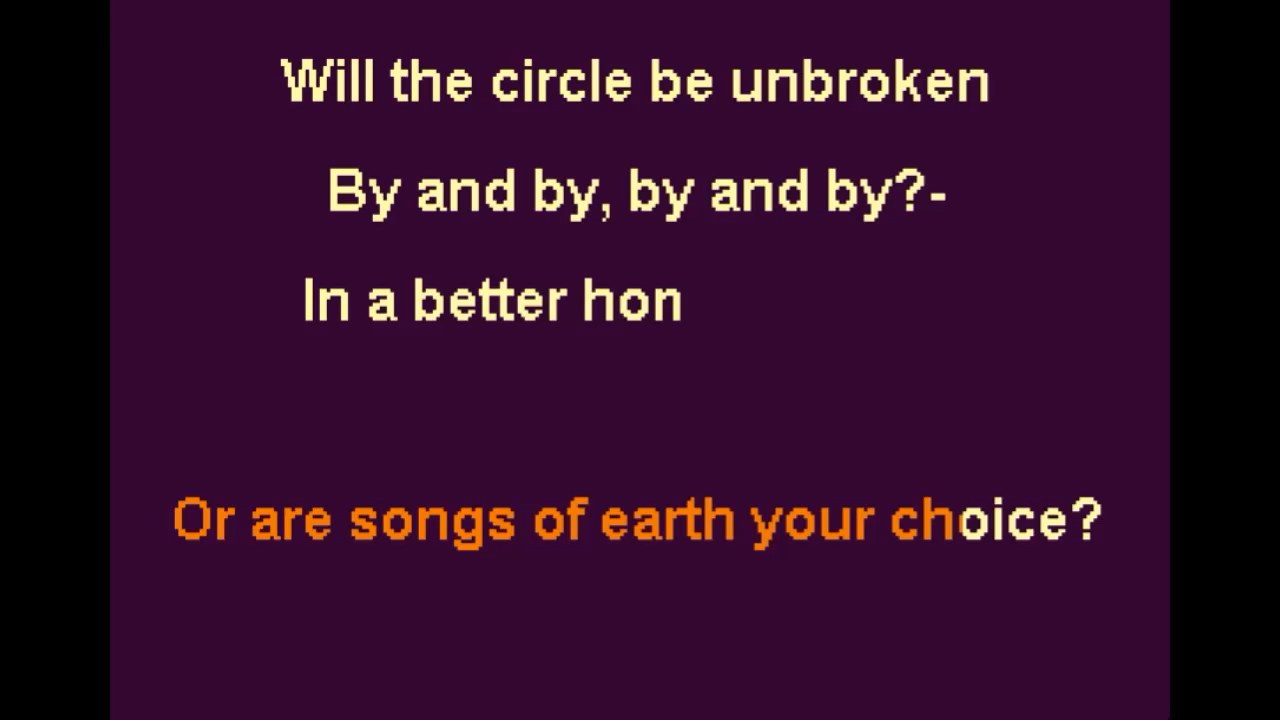 Will the circle be unbroken
By and by, by and by?-
In a better hon
Or are songs of earth your choice?